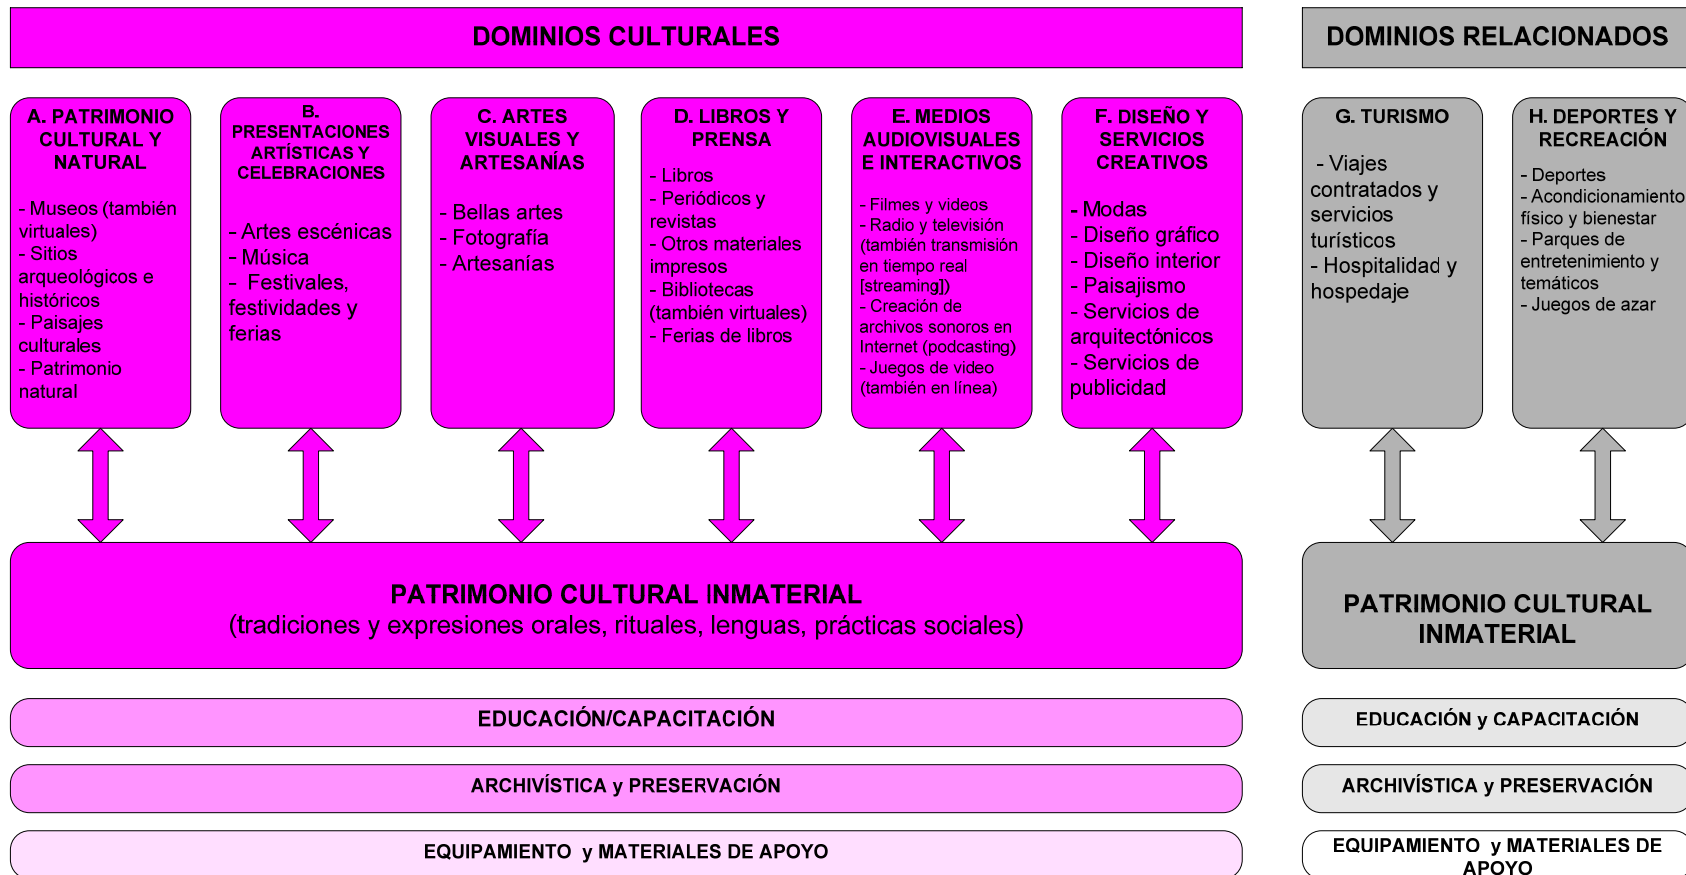 DOMINIOS CULTURALES
DOMINIOS RELACIONADOS
A. PATRIMONIO
CULTURAL Y
NATURAL
- Museos (también
virtuales)
- Sitios
arqueológicos e
históricos
- Paisajes
culturales
- Patrimonio
natural
B.
PRESENTACIONES
ARTÍSTICAS Y
CELEBRACIONES
- Artes escénicas
- Música
- Festivales,
festividades y
ferias
C. ARTES
VISUALES Y
ARTESANÍAS
- Bellas artes
- Fotografía
- Artesanías
D. LIBROS Y
PRENSA
- Libros
- Periódicos y
revistas
- Otros materiales
impresos
- Bibliotecas
(también virtuales)
- Ferias de libros
E. MEDIOS
AUDIOVISUALES
E INTERACTIVOS
- Filmes y videos
- Radio y televisión
(también transmisión
en tiempo real
[streaming])
- Creación de
archivos sonoros en
Internet (podcasting)
- Juegos de video
(también en línea)
F. DISEÑO Y
SERVICIOS
CREATIVOS
- Modas
- Diseño gráfico
- Diseño interior
- Paisajismo
- Servicios de
arquitectónicos
- Servicios de
publicidad
G. TURISMO
- Viajes
contratados y
servicios
turísticos
- Hospitalidad y
hospedaje
H. DEPORTES Y
RECREACIÓN
- Deportes
- Acondicionamiento
físico y bienestar
- Parques de
entretenimiento y
temáticos
- Juegos de azar
PATRIMONIO CULTURAL INMATERIAL
(tradiciones y expresiones orales, rituales, lenguas, prácticas sociales)
PATRIMONIO CULTURAL
INMATERIAL
EDUCACIÓN/CAPACITACIÓN
EDUCACIÓN y CAPACITACIÓN
ARCHIVÍSTICA y PRESERVACIÓN
ARCHIVÍSTICA y PRESERVACIÓN
EQUIPAMIENTO y MATERIALES DE APOYO
EQUIPAMIENTO y MATERIALES DE
APOYO